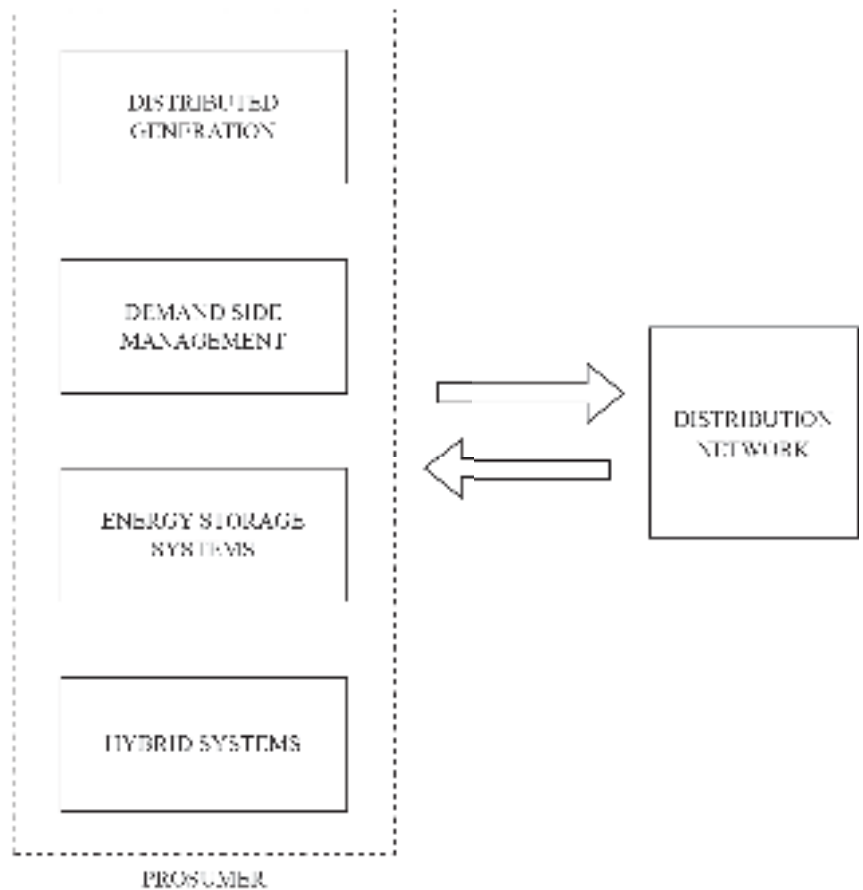 DISTRIBUTED
GENERATION
DEMAND SIDE
MANAGEMENT
ENERGY STORAGE
SYSTEMS
HYBRID SYSTEMS
PROSUMER
DISTRIBUTION
NETWORK